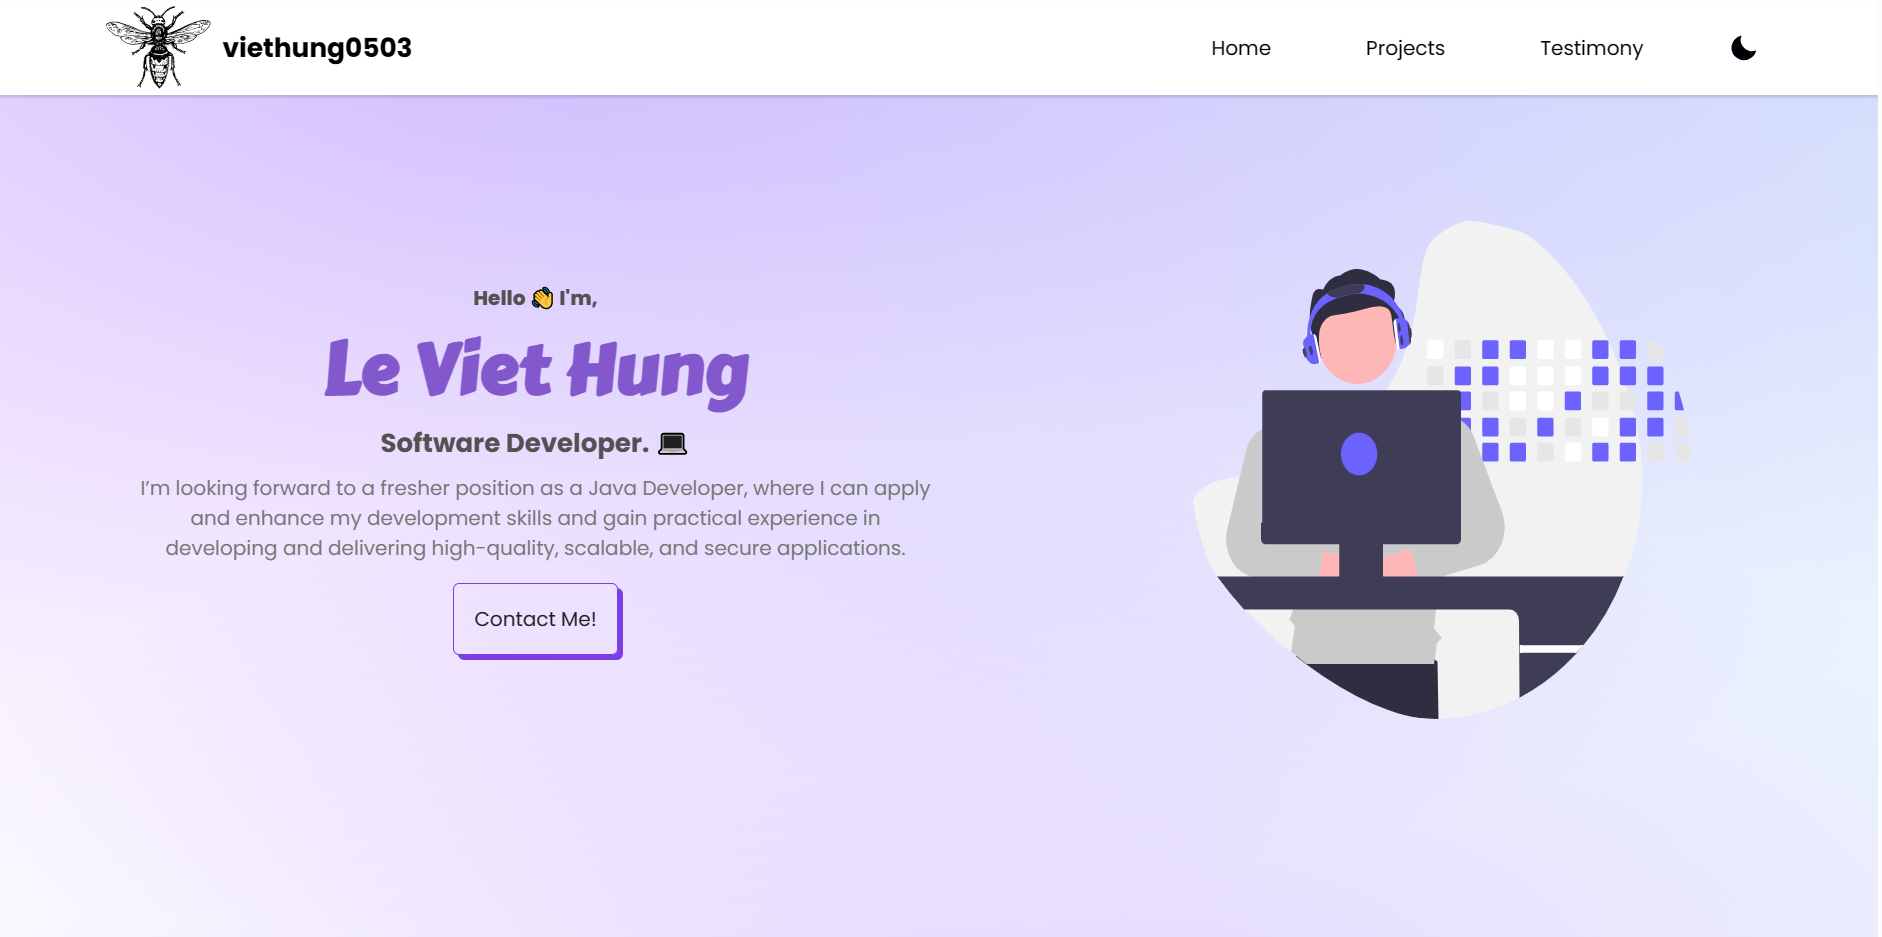 viethung0503
Home
Projects
Testimony
Hello 👋 I'm,
Le Viet Hung
Software Developer. 💻
I’m looking forward to a fresher position as a Java Developer, where I can apply
and enhance my development skills and gain practical experience in
developing and delivering high-quality, scalable, and secure applications.
Contact Me!